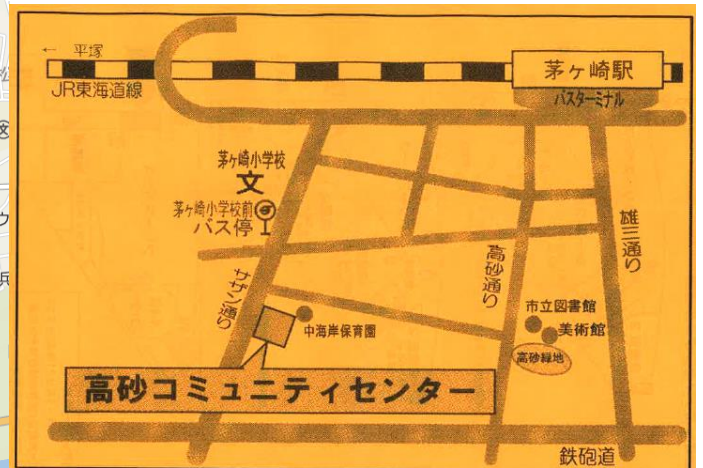 ← 平塚
茅ヶ崎駅
JR東海道線
バスターミナル
茅ヶ崎小学校
文
茅ヶ崎小学校前
バス停
雄三通り
高砂通り
サザン通り
市立図書館
美術館
中海岸保育園
高砂緑地
高砂コミュニティセンター
鉄砲道